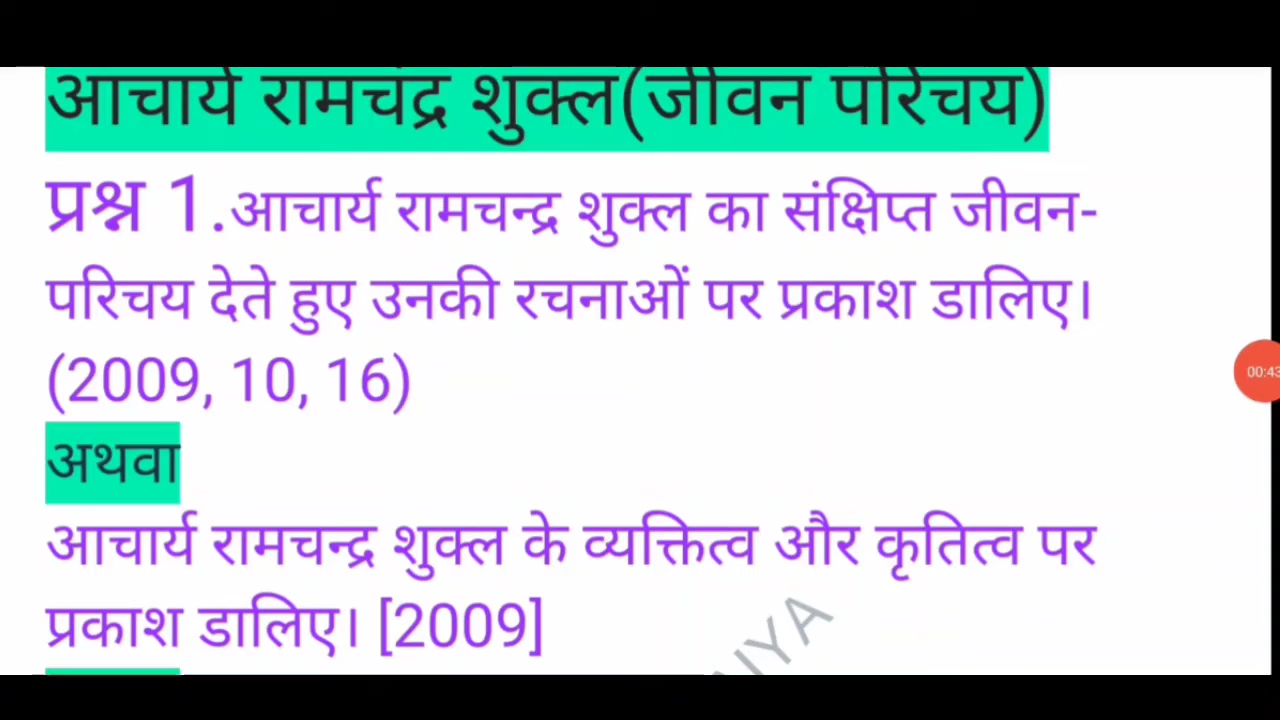 आचार्य रामचंद्र शुक्ल(जीवन परिचय)
प्रश्न 1.आचार्य रामचन्द्र शुक्ल का संक्षिप्त जीवन-
परिचय देते हुए उनकी रचनाओं पर प्रकाश डालिए।
(2009, 10, 16)
00:43
अथवा
आचार्य रामचन्द्र शुक्ल के व्यक्तित्व और कृतित्व पर
प्रकाश डालिए। [2009]